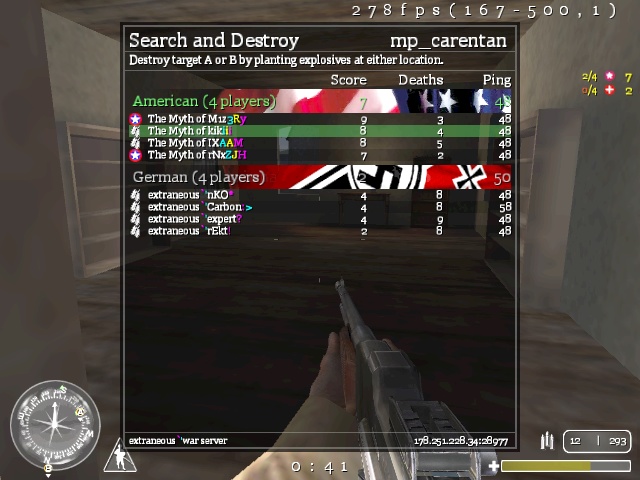 278fps(167-500,1)
Search and Destroy mp_carentan
Destroy target A or B by planting explosives at either location.
Score Deaths Ping
American (4 players) 7 48
The Myth of M1z3Ry 9 3 48
The Myth of kikiii 8 4 48
The Myth of !XAAM 8 5 48
The Myth of rNxZJH 7 2 48
German (4 players) 2 50
extraneous `'nKO* 4 8 48
extraneous `'Carbon:> 4 8 58
extraneous `'expert? 4 9 48
extraneous `'rEkt! 2 8 48
2/4 7
0/4 2
extraneous `'war server 178.251.228.34:28977
0:41
12 | 293
S
A
B